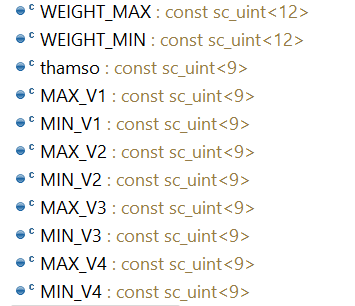 c WEIGHT_MAX : const sc_uint<12>
c WEIGHT_MIN : const sc_uint<12>
c thamso : const sc_uint<9>
c MAX_V1 : const sc_uint<9>
c MIN_V1 : const sc_uint<9>
c MAX_V2 : const sc_uint<9>
c MIN_V2 : const sc_uint<9>
c MAX_V3 : const sc_uint<9>
c MIN_V3 : const sc_uint<9>
c MAX_V4 : const sc_uint<9>
c MIN_V4 : const sc_uint<9>